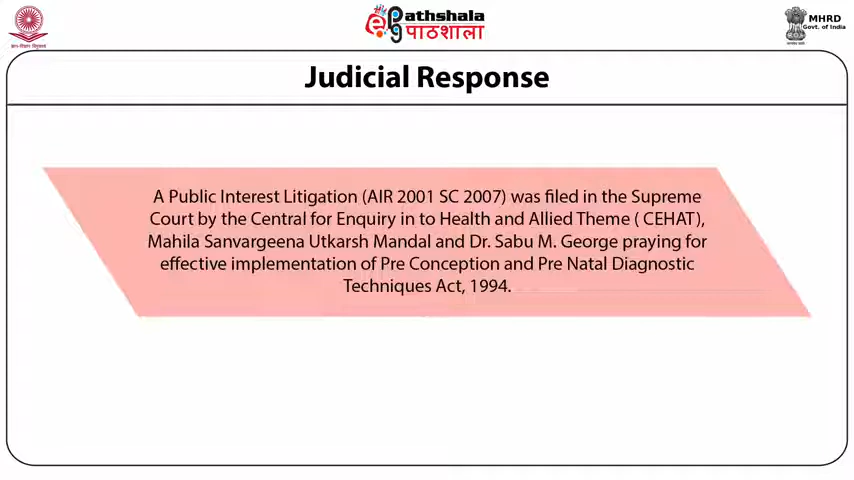 Pathshala
पाठशाला
MHRD
Govt. of India
Judicial Response
A Public Interest Litigation (AIR 2001 SC 2007) was filed in the Supreme
Court by the Central for Enquiry in to Health and Allied Theme ( CEHAT),
Mahila Sanvargeena Utkarsh Mandal and Dr. Sabu M. George praying for
effective implementation of Pre Conception and Pre Natal Diagnostic
Techniques Act, 1994.